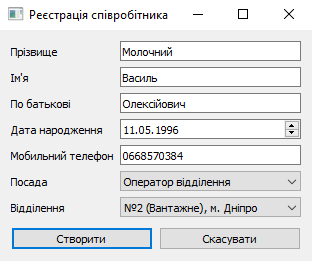 Реєстрація співробітника
Прізвище Молочний
Ім'я Василь
По батькові Олексійович
Дата народження 11.05.1996
Мобильний телефон 0668570384
Посада Оператор відділення
Відділення №2 (Вантажне), м. Дніпро
Створити Скасувати